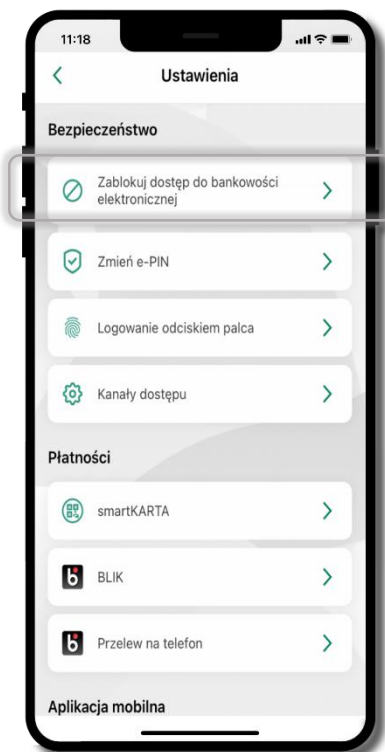 11:18
Ustawienia
Bezpieczeństwo
Zablokuj dostęp do bankowości
elektronicznej
Zmień e-PIN
Logowanie odciskiem palca
Kanały dostępu
Płatności
smartKARTA
BLIK
Przelew na telefon
Aplikacja mobilna